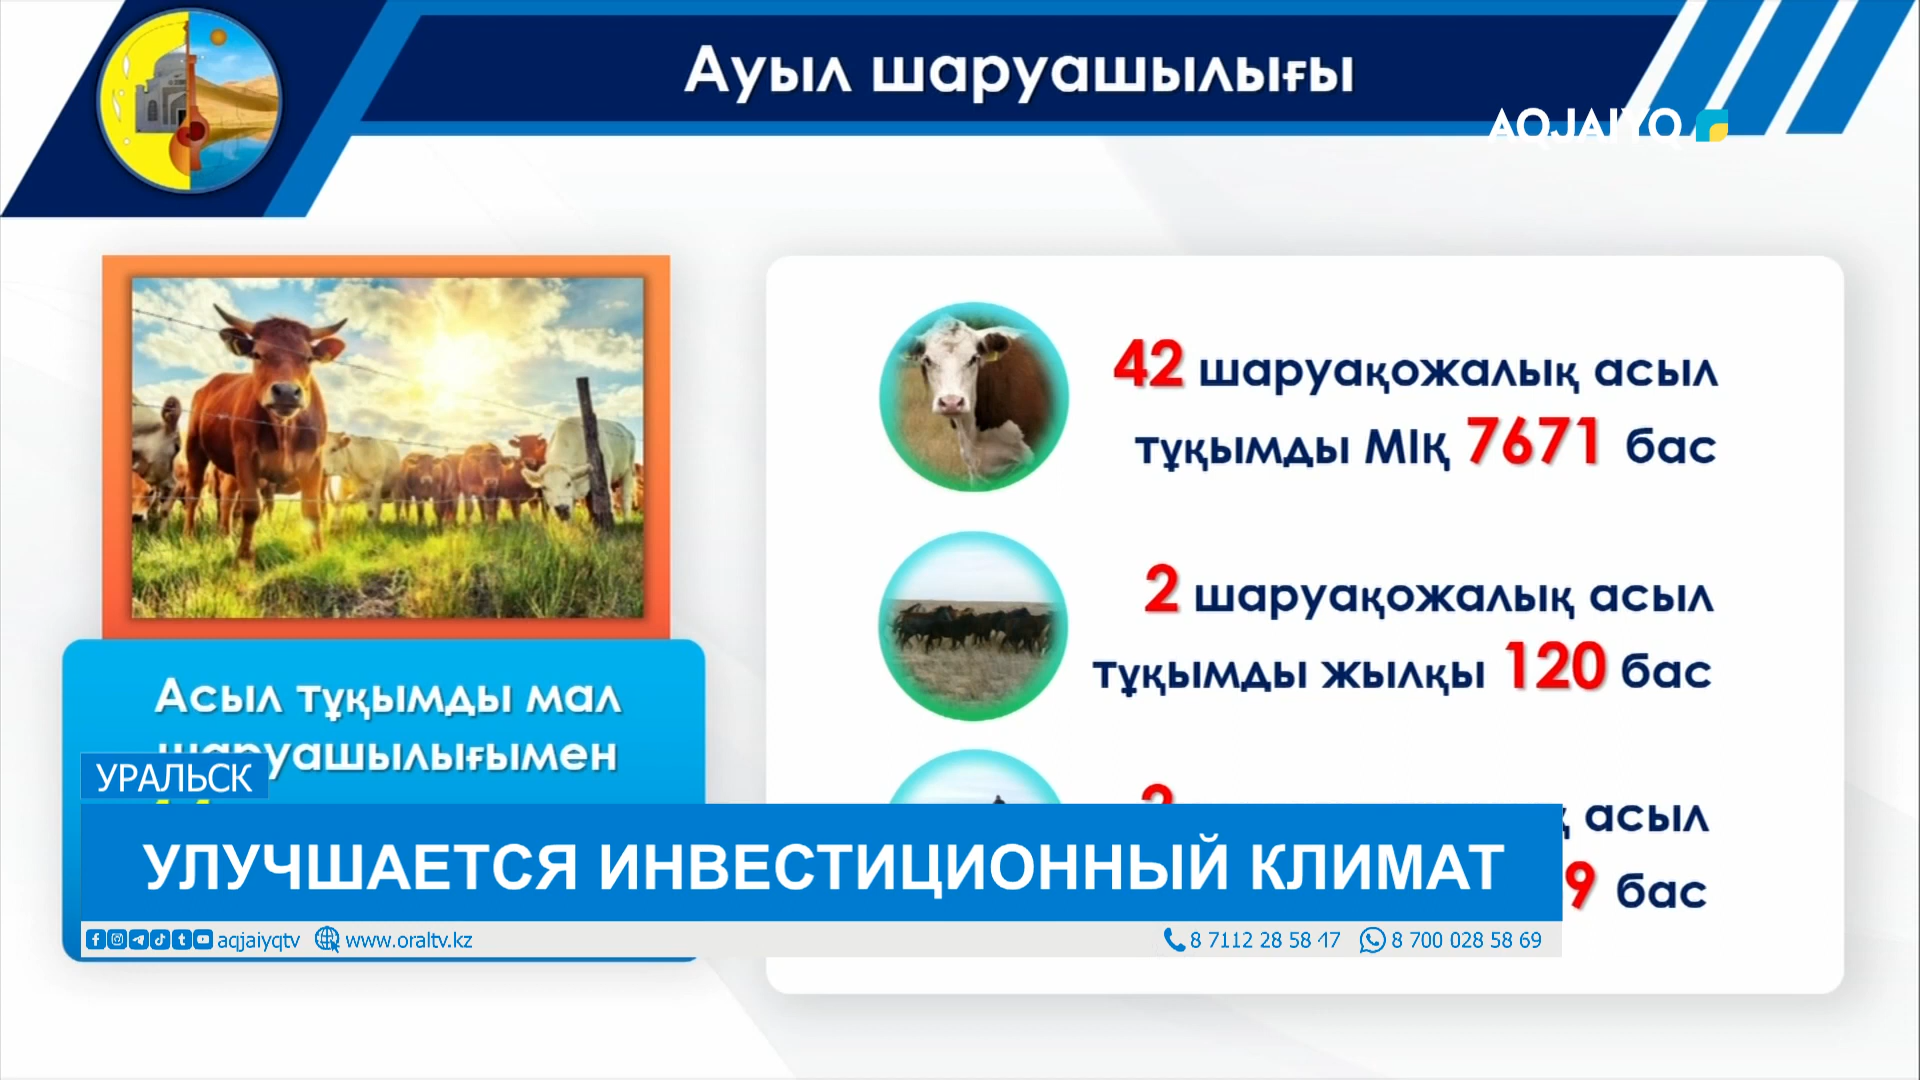 Ауыл шаруашылығы
AQJAIYQ
42 шаруақожалық асыл
тұқымды МІҚ 7671 бас
2 шаруақожалық асыл
тұқымды жылқы 120 бас
асыл
9 бас
Асыл тұқымды мал
шаруашылығымен
УРАЛЬСК
УЛУЧШАЕТСЯ ИНВЕСТИЦИОННЫЙ КЛИМАТ
aqjaiyqtv www.oraltv.kz 8 7112 28 58 47 8 700 028 58 69